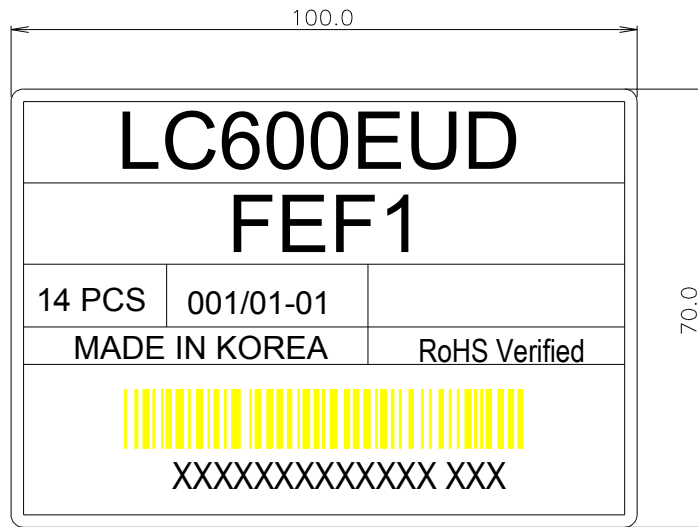 100.0
LC600EUD
FEF1
14 PCS 001/01-01
70.0
MADE IN KOREA RoHS Verified
XXXXXXXXXXXXX XXX